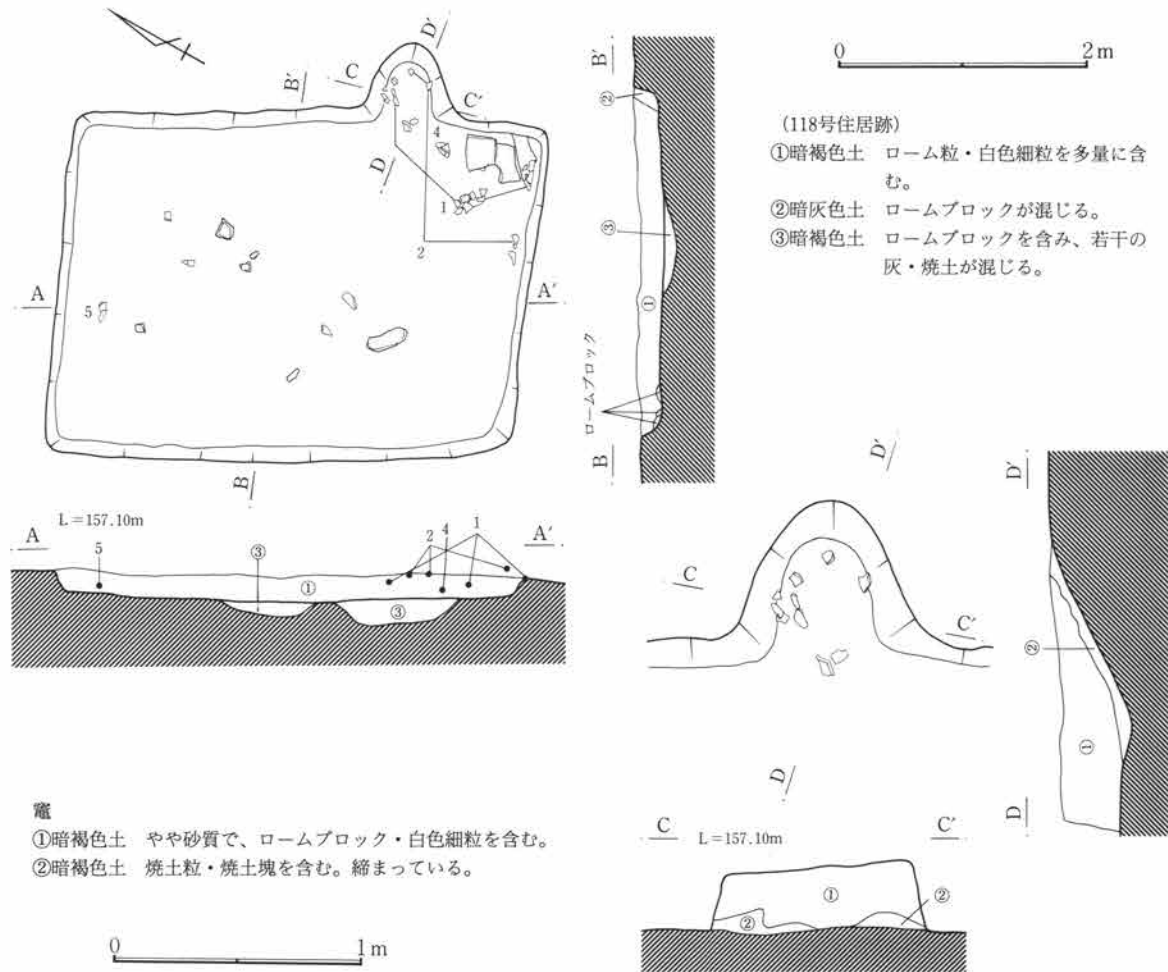 D'
C
B'
C'
4
D
1
2
A
A'
5
B
L=157.10m
A
A'
5
③
2
4
1
①
③
B'
②
③
①
ロームブロック
B
0 2m
(118号住居跡)
①暗褐色土 ローム粒・白色細粒を多量に含
む。
②暗灰色土 ロームブロックが混じる。
③暗褐色土 ロームブロックを含み、若干の
灰・焼土が混じる。
D'
C
C'
D
D'
②
①
D
竈
①暗褐色土 やや砂質で、ロームブロック・白色細粒を含む。
②暗褐色土 焼土粒・焼土塊を含む。締まっている。
0 1m
C
L=157.10m
C'
①
②
②